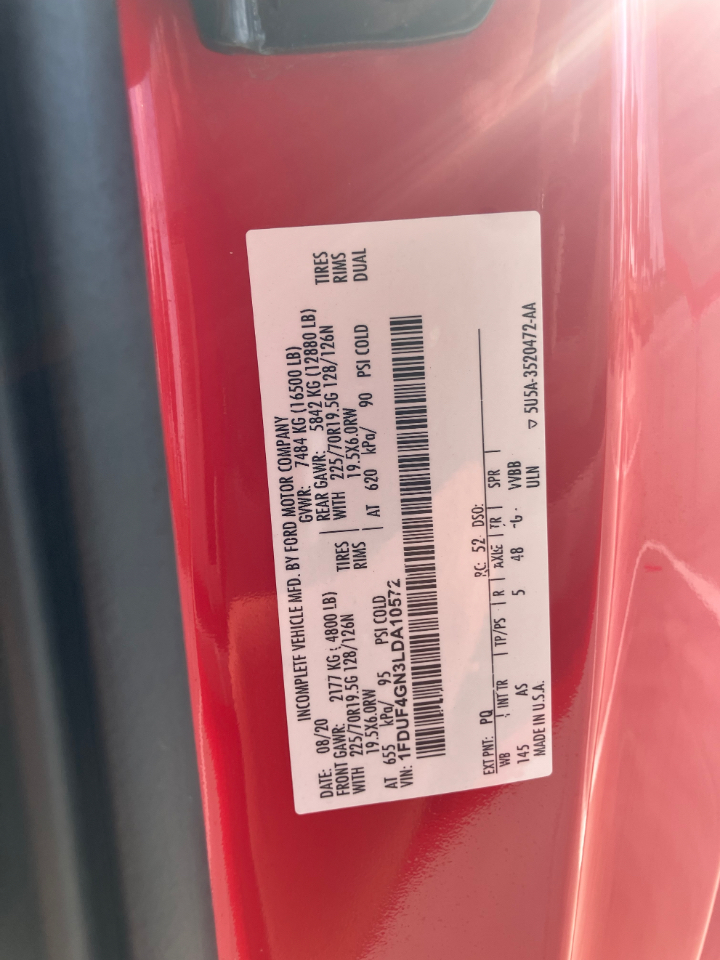 INCOMPLETE VEHICLE MFD. BY FORD MOTOR COMPANY
DATE: 08/20 GVWR: 7484 KG (16500 LB)
FRONT GAWR: 2177 KG (4800 LB) REAR GAWR: 5842 KG (12880 LB)
WITH 225/70R19.5G 128/126N TIRES WITH 225/70R19.5G 128/126N TIRES
19.5X6.0RW RIMS 19.5X6.0RW RIMS
AT 655 kPa/ 95 PSI COLD AT 620 kPa/ 90 PSI COLD DUAL
VIN: 1FDUF4GN3LDA10572
EXT PNT: PQ RC: 52 DSO:
WB INT TR TP/PS R AXLE TR SPR
145 AS 5 48 -6- VVBB
MADE IN U.S.A. ULN
▽ 5U5A-3520472-AA